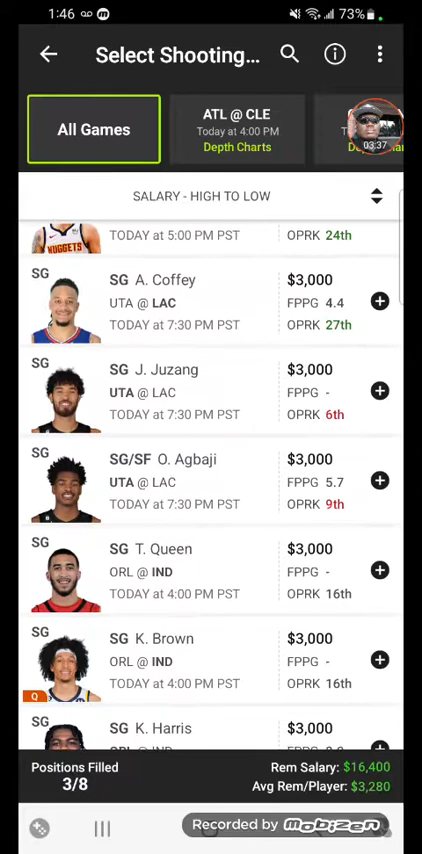 1:46
73%
Select Shooting...
All Games
ATL @ CLE
Today at 4:00 PM
Depth Charts
03:37
SALARY - HIGH TO LOW
NUGGETS
TODAY at 5:00 PM PST
OPRK 24th
SG
SG A. Coffey
$3,000
UTA @ LAC
FPPG 4.4
TODAY at 7:30 PM PST
OPRK 27th
SG
SG J. Juzang
$3,000
UTA @ LAC
FPPG -
TODAY at 7:30 PM PST
OPRK 6th
SG
SG/SF O. Agbaji
$3,000
UTA @ LAC
FPPG 5.7
TODAY at 7:30 PM PST
OPRK 9th
SG
SG T. Queen
$3,000
ORL @ IND
FPPG -
TODAY at 4:00 PM PST
OPRK 16th
SG
SG K. Brown
$3,000
ORL @ IND
FPPG -
Q
TODAY at 4:00 PM PST
OPRK 16th
SG
SG K. Harris
$3,000
Positions Filled
3/8
Rem Salary: $16,400
Avg Rem/Player: $3,280
Recorded by Mobizen